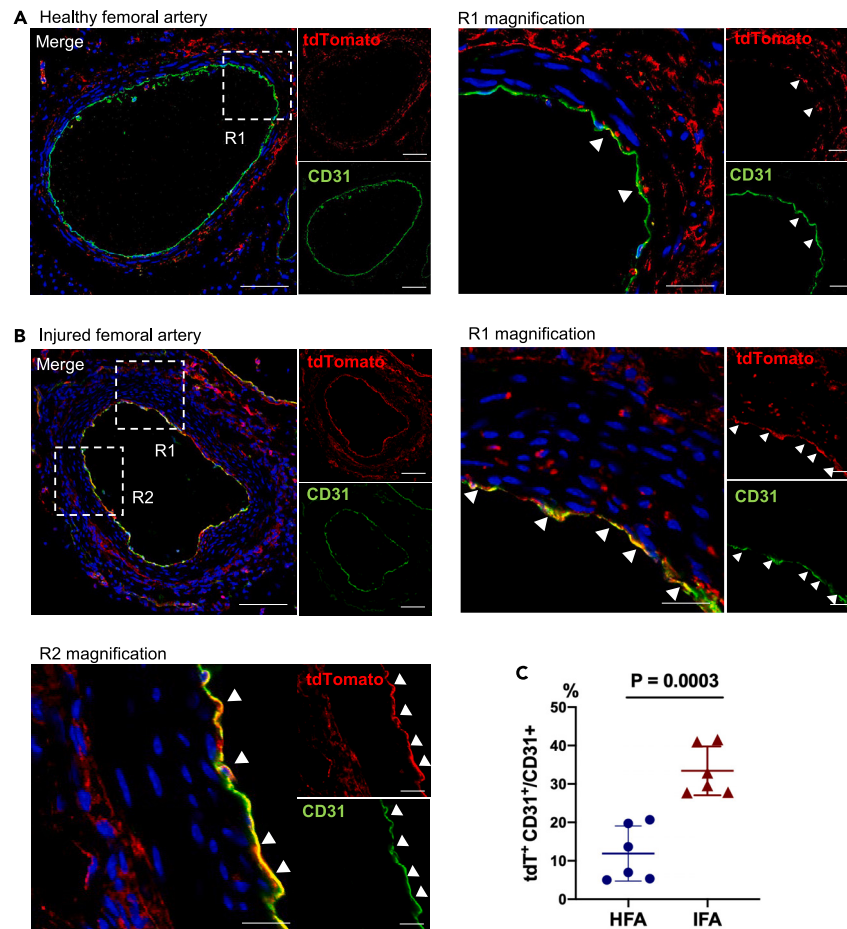 A Healthy femoral artery
Merge
R1
tdTomato
CD31
R1 magnification
tdTomato
CD31
B Injured femoral artery
Merge
R1
R2
tdTomato
CD31
R1 magnification
tdTomato
CD31
R2 magnification
tdTomato
CD31
C
P = 0.0003
%
50
40
30
20
10
0
tdT⁺ CD31⁺/CD31+
HFA IFA